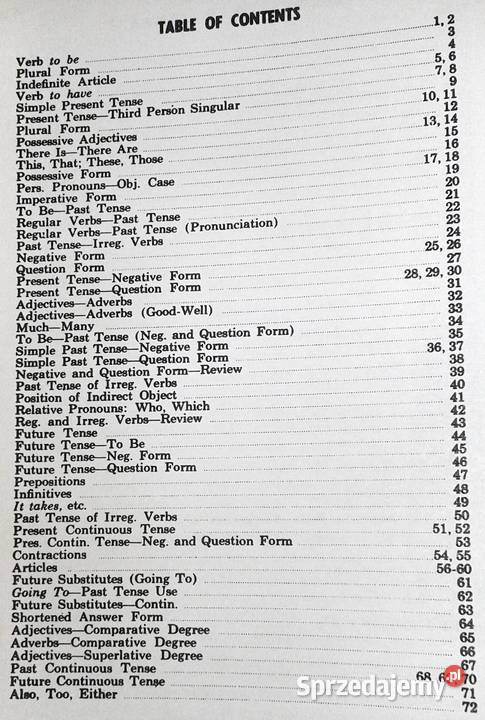 TABLE OF CONTENTS
Verb to be 1, 2
Plural Form 3
Indefinite Article 4
Verb to have 5, 6
Simple Present Tense 7, 8
Present Tense—Third Person Singular 9
Plural Form 10, 11
Possessive Adjectives 12
There Is—There Are 13, 14
This, That; These, Those 15
Possessive Form 16
Pers. Pronouns—Obj. Case 17, 18
Imperative Form 19
To Be—Past Tense 20
Regular Verbs—Past Tense 21
Regular Verbs—Past Tense (Pronunciation) 22
Past Tense—Irreg. Verbs 23
Negative Form 24
Question Form 25, 26
Present Tense—Negative Form 27
Present Tense—Question Form 28, 29, 30
Adjectives—Adverbs 31
Adjectives—Adverbs (Good-Well) 32
Much—Many 33
To Be—Past Tense (Neg. and Question Form) 34
Simple Past Tense—Negative Form 35
Simple Past Tense—Question Form 36, 37
Negative and Question Form—Review 38
Past Tense of Irreg. Verbs 39
Position of Indirect Object 40
Relative Pronouns: Who, Which 41
Reg. and Irreg. Verbs—Review 42
Future Tense 43
Future Tense—To Be 44
Future Tense—Neg. Form 45
Future Tense—Question Form 46
Prepositions 47
Infinitives 48
It takes, etc. 49
Past Tense of Irreg. Verbs 50
Present Continuous Tense 51, 52
Pres. Contin. Tense—Neg. and Question Form 53
Contractions 54, 55
Articles 56-60
Future Substitutes (Going To) 61
Going To—Past Tense Use 62
Future Substitutes—Contin. 63
Shortened Answer Form 64
Adjectives—Comparative Degree 65
Adverbs—Comparative Degree 66
Adjectives—Superlative Degree 67
Past Continuous Tense 68, 70
Future Continuous Tense 71
Also, Too, Either 72
Sprzedajemy.pl